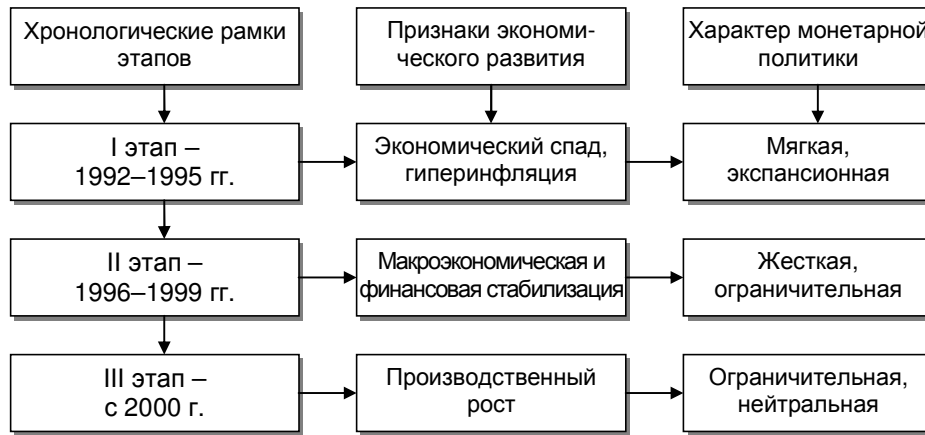 Хронологические рамки
этапов
Признаки экономи-
ческого развития
Характер монетарной
политики
I этап –
1992–1995 гг.
Экономический спад,
гиперинфляция
Мягкая,
экспансионная
II этап –
1996–1999 гг.
Макроэкономическая и
финансовая стабилизация
Жесткая,
ограничительная
III этап –
с 2000 г.
Производственный
рост
Ограничительная,
нейтральная